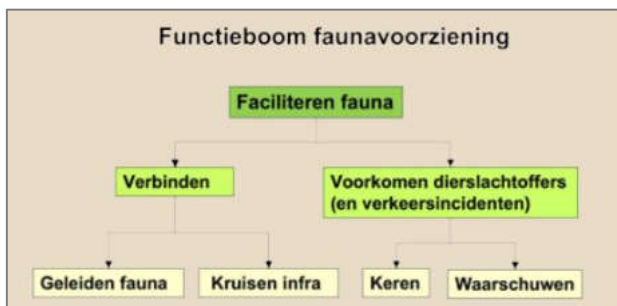 Functieboom faunavoorziening
Faciliteren fauna
Verbinden
Voorkomen dierslachtoffers
(en verkeersincidenten)
Geleiden fauna
Kruisen infra
Keren
Waarschuwen